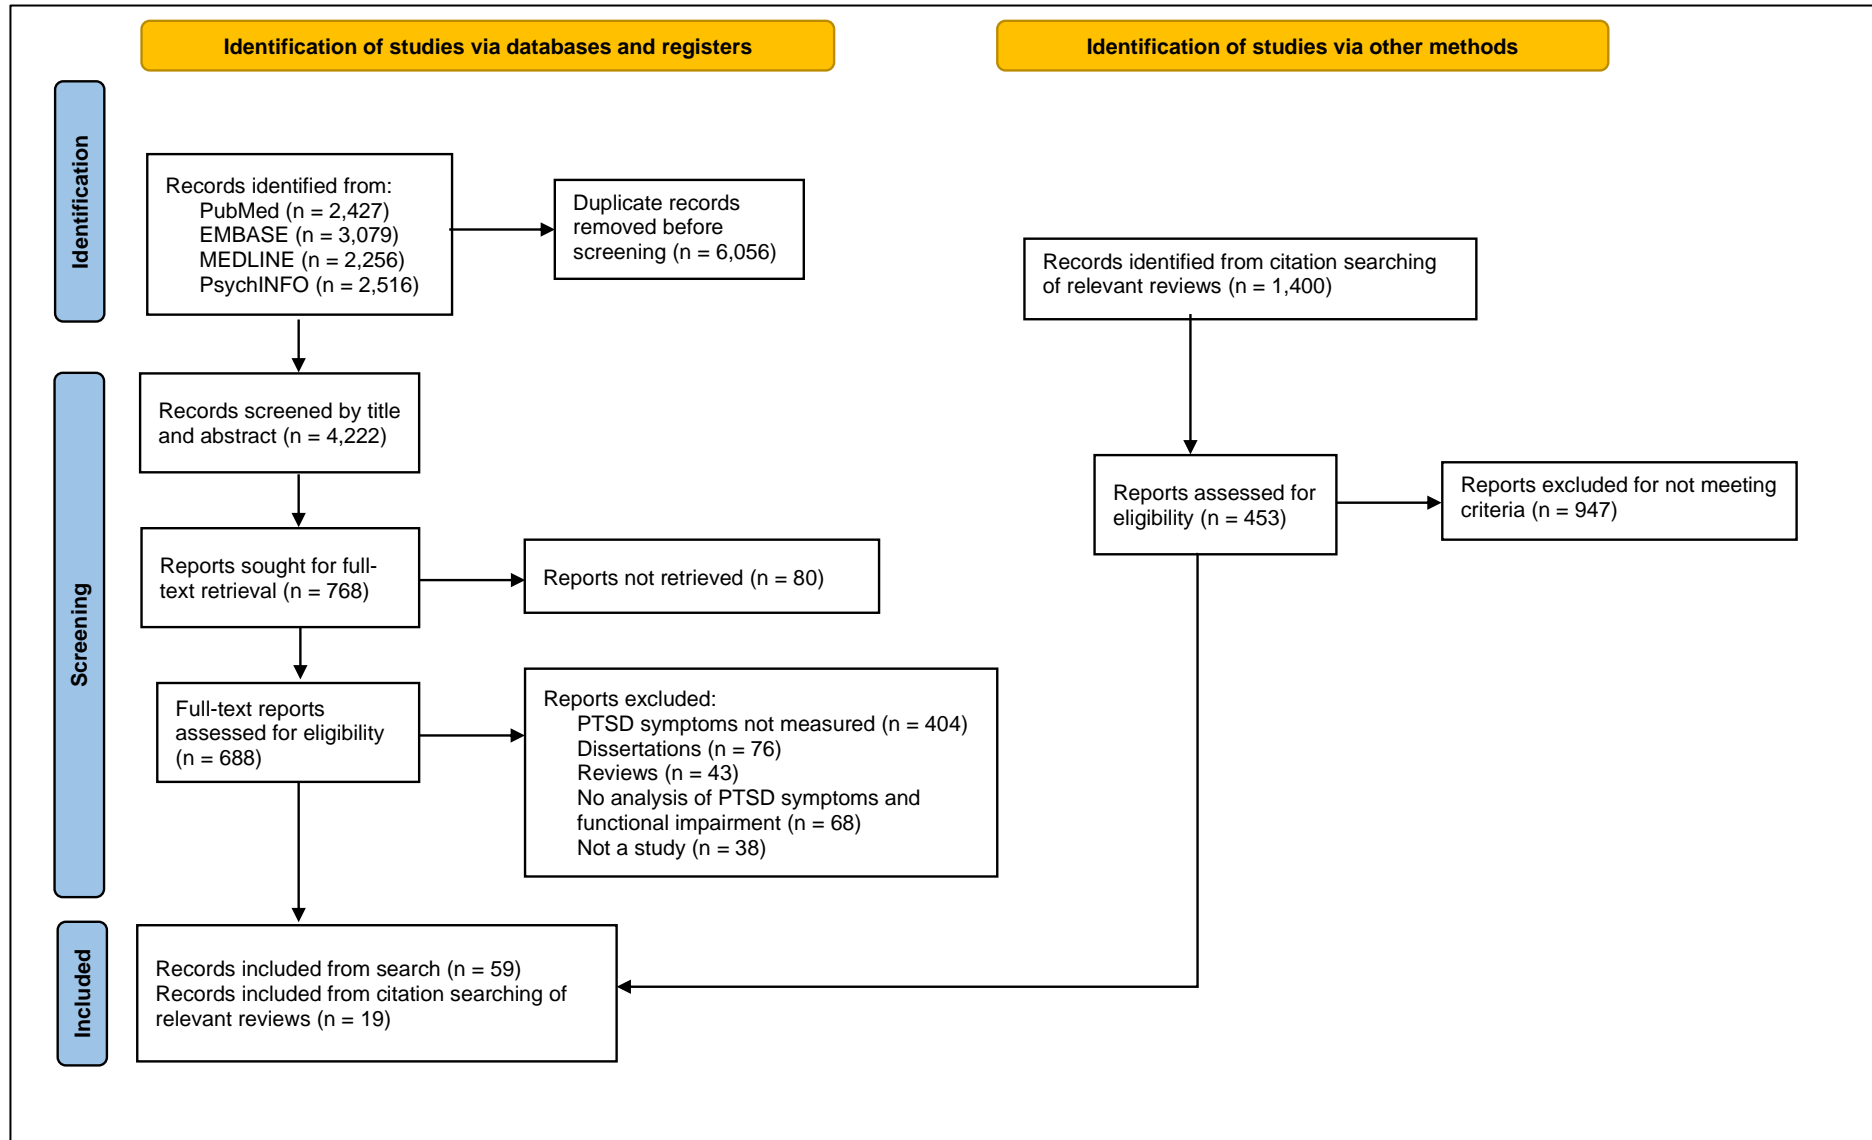 Identification of studies via databases and registers
Identification of studies via other methods
Identification
Records identified from:
PubMed (n = 2,427)
EMBASE (n = 3,079)
MEDLINE (n = 2,256)
PsychINFO (n = 2,516)
Duplicate records
removed before
screening (n = 6,056)
Records identified from citation searching
of relevant reviews (n = 1,400)
Screening
Records screened by title
and abstract (n = 4,222)
Reports assessed for
eligibility (n = 453)
Reports excluded for not meeting
criteria (n = 947)
Reports sought for full-
text retrieval (n = 768)
Reports not retrieved (n = 80)
Full-text reports
assessed for eligibility
(n = 688)
Reports excluded:
PTSD symptoms not measured (n = 404)
Dissertations (n = 76)
Reviews (n = 43)
No analysis of PTSD symptoms and
functional impairment (n = 68)
Not a study (n = 38)
Included
Records included from search (n = 59)
Records included from citation searching of
relevant reviews (n = 19)